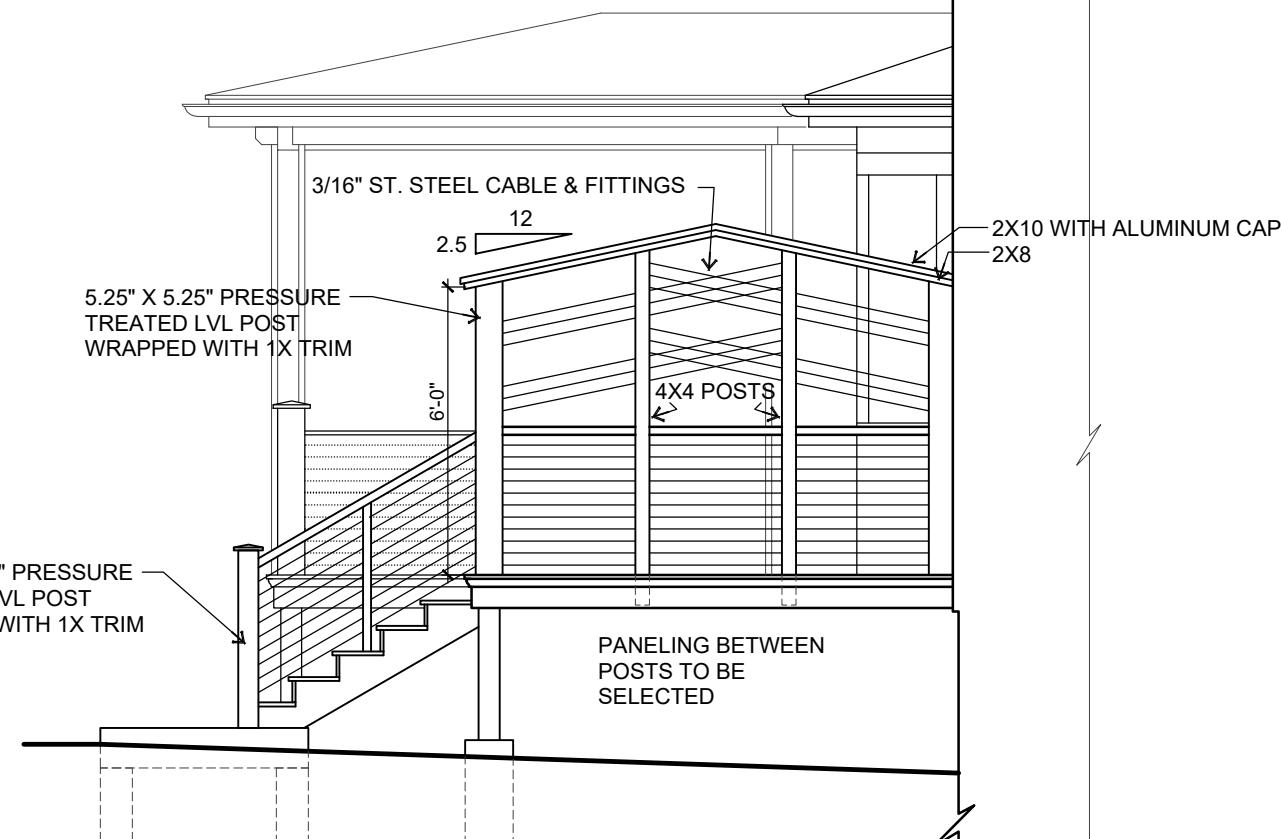 3/16" ST. STEEL CABLE & FITTINGS
12
2.5
2X10 WITH ALUMINUM CAP
2X8
5.25" X 5.25" PRESSURE
TREATED LVL POST
WRAPPED WITH 1X TRIM
6'-0"
4X4 POSTS
" PRESSURE
VL POST
WITH 1X TRIM
PANELING BETWEEN
POSTS TO BE
SELECTED